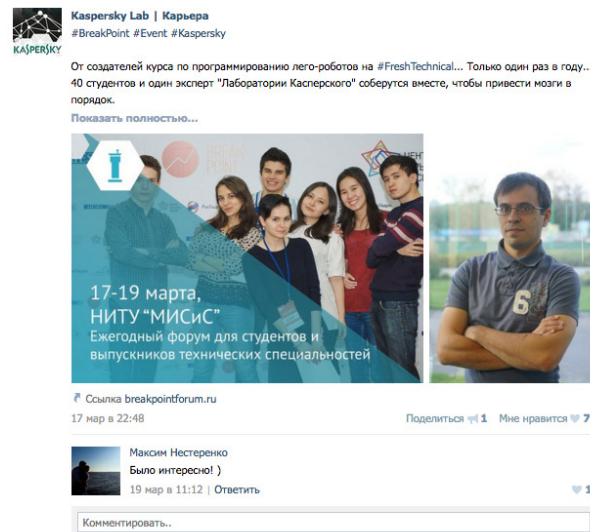 Kaspersky Lab | Карьера
#BreakPoint #Event #Kaspersky
KASPERSKY
От создателей курса по программированию лего-роботов на #FreshTechnical... Только один раз в году..
40 студентов и один эксперт "Лаборатории Касперского" соберутся вместе, чтобы привести мозги в
порядок.
Показать полностью...
BREAK
POINT
17-19 марта,
НИТУ “МИСиС”
Ежегодный форум для студентов и
выпускников технических специальностей
6
Ссылка breakpointforum.ru
17 мар в 22:48
Поделиться 1 Мне нравится 7
Максим Нестеренко
Было интересно! )
19 мар в 11:12 | Ответить
1
Комментировать..